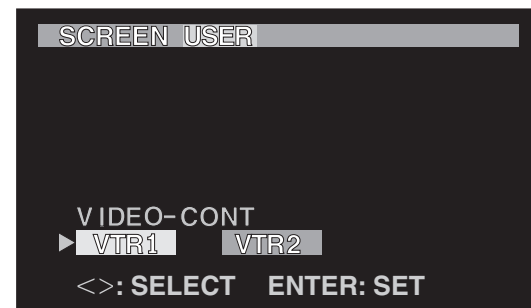 SCREEN USER
VIDEO-CONT
VTR1 VTR2
<>: SELECT ENTER: SET